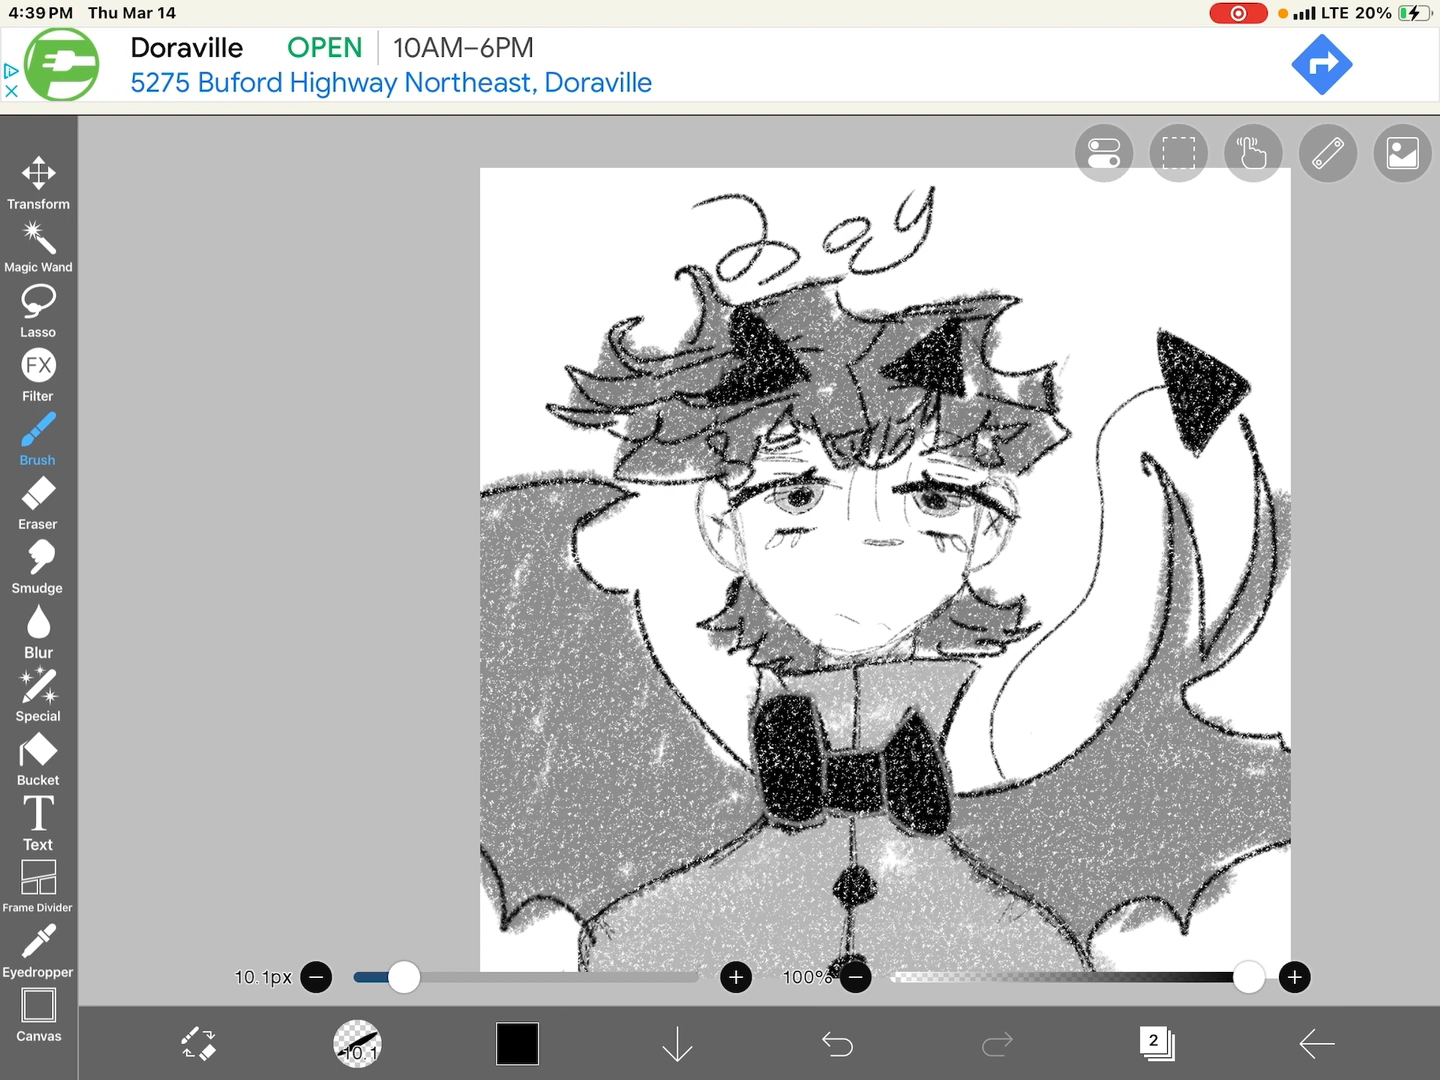 4:39 PM Thu Mar 14
LTE 20%
Doraville OPEN 10AM–6PM
5275 Buford Highway Northeast, Doraville
Transform
Magic Wand
Lasso
FX
Filter
Brush
Eraser
Smudge
Blur
Special
Bucket
T
Text
Frame Divider
Eyedropper
Canvas
10.1px
100%
10.1
2